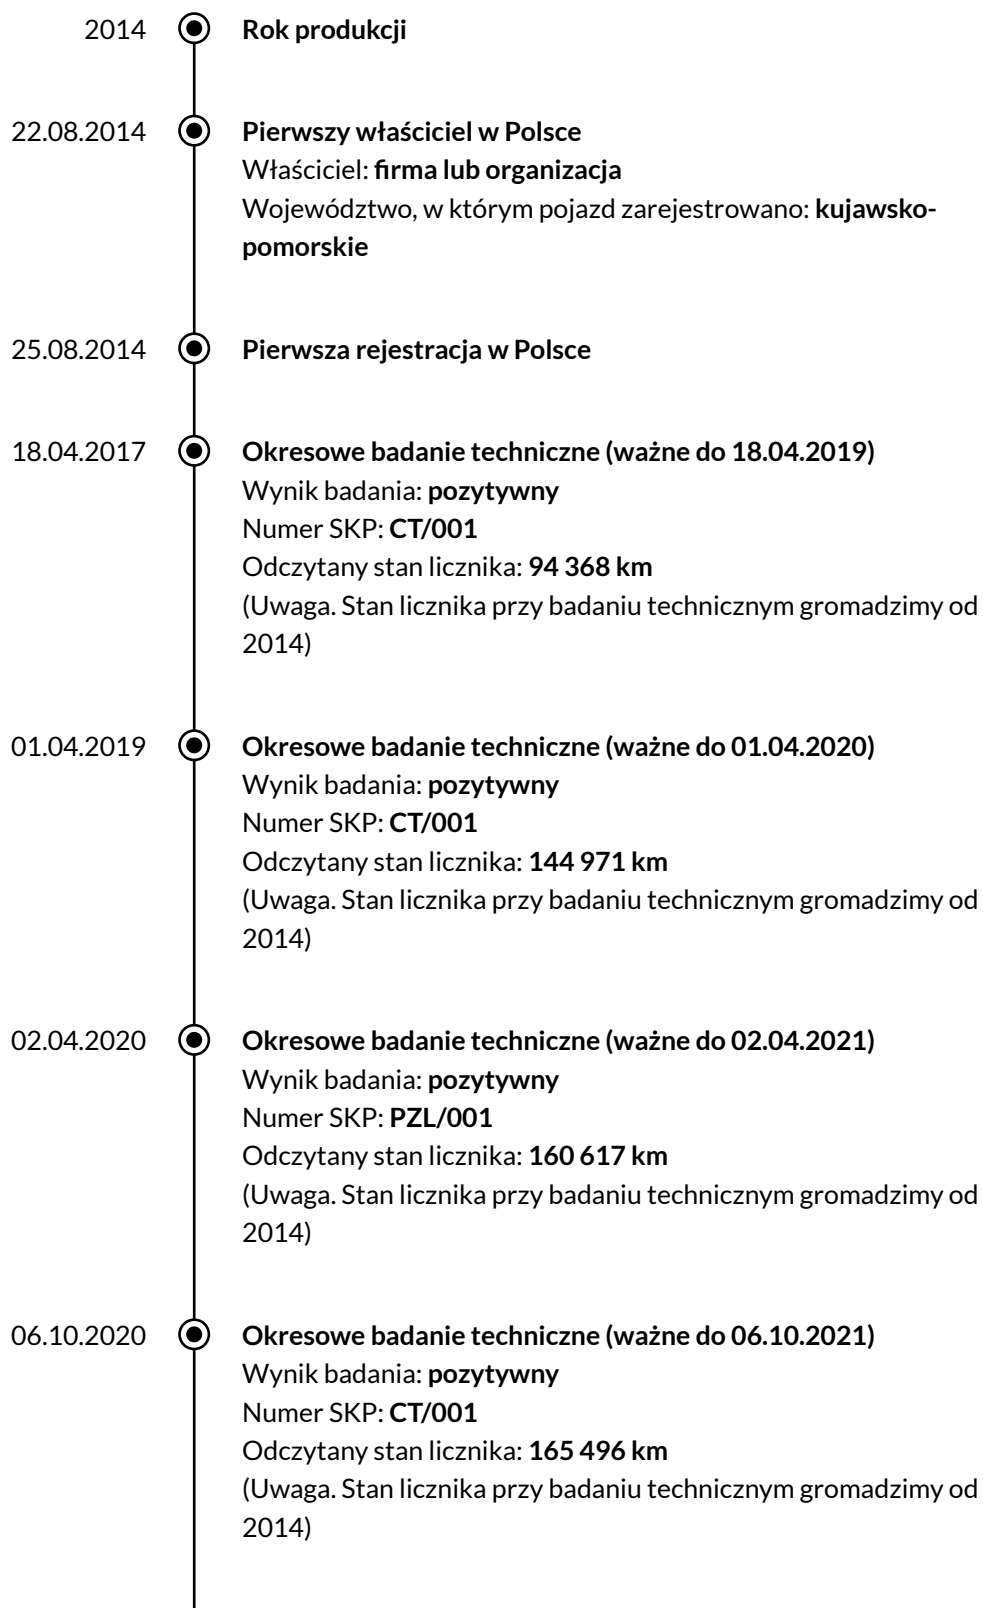 2014 Rok produkcji
22.08.2014 Pierwszy właściciel w Polsce
Właściciel: firma lub organizacja
Województwo, w którym pojazd zarejestrowano: kujawsko-
pomorskie
25.08.2014 Pierwsza rejestracja w Polsce
18.04.2017 Okresowe badanie techniczne (ważne do 18.04.2019)
Wynik badania: pozytywny
Numer SKP: CT/001
Odczytany stan licznika: 94 368 km
(Uwaga. Stan licznika przy badaniu technicznym gromadzimy od
2014)
01.04.2019 Okresowe badanie techniczne (ważne do 01.04.2020)
Wynik badania: pozytywny
Numer SKP: CT/001
Odczytany stan licznika: 144 971 km
(Uwaga. Stan licznika przy badaniu technicznym gromadzimy od
2014)
02.04.2020 Okresowe badanie techniczne (ważne do 02.04.2021)
Wynik badania: pozytywny
Numer SKP: PZL/001
Odczytany stan licznika: 160 617 km
(Uwaga. Stan licznika przy badaniu technicznym gromadzimy od
2014)
06.10.2020 Okresowe badanie techniczne (ważne do 06.10.2021)
Wynik badania: pozytywny
Numer SKP: CT/001
Odczytany stan licznika: 165 496 km
(Uwaga. Stan licznika przy badaniu technicznym gromadzimy od
2014)